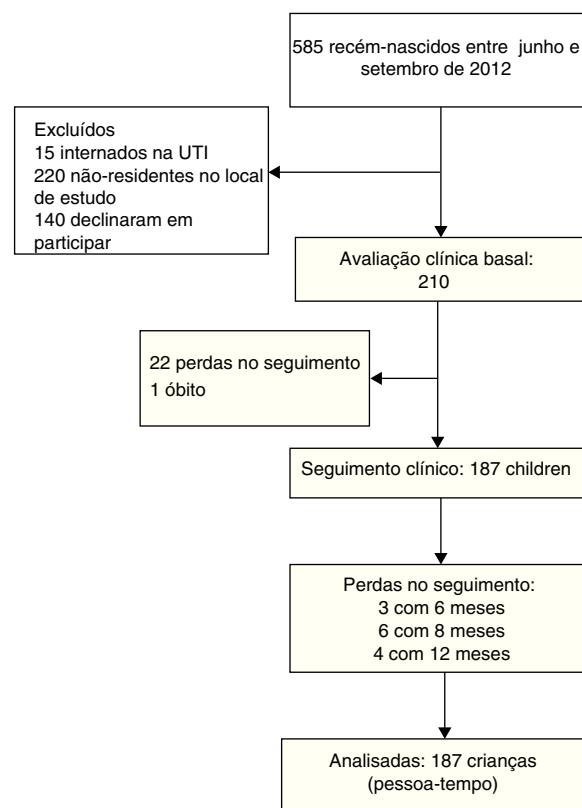 585 recém-nascidos entre junho e
setembro de 2012
Excluídos
15 internados na UTI
220 não-residentes no local
de estudo
140 declinaram em
participar
Avaliação clínica basal:
210
22 perdas no seguimento
1 óbito
Seguimento clínico: 187 children
Perdas no seguimento:
3 com 6 meses
6 com 8 meses
4 com 12 meses
Analisadas: 187 crianças
(pessoa-tempo)